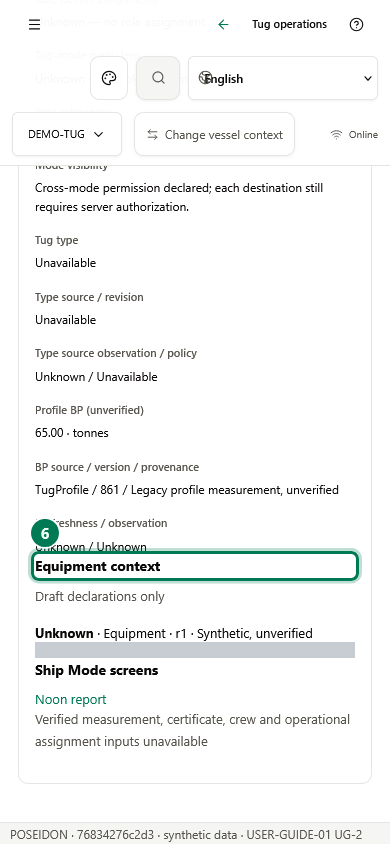 Tug operations
English
DEMO-TUG
Change vessel context
Online
Mode visibility
Cross-mode permission declared; each destination still
requires server authorization.
Tug type
Unavailable
Type source / revision
Unavailable
Type source observation / policy
Unknown / Unavailable
Profile BP (unverified)
65.00 · tonnes
BP source / version / provenance
TugProfile / 861 / Legacy profile measurement, unverified
6
freshness / observation
Unknown / Unknown
Equipment context
Draft declarations only
Unknown · Equipment · r1 · Synthetic, unverified
Ship Mode screens
Noon report
Verified measurement, certificate, crew and operational
assignment inputs unavailable
POSEIDON · 76834276c2d3 · synthetic data · USER-GUIDE-01 UG-2